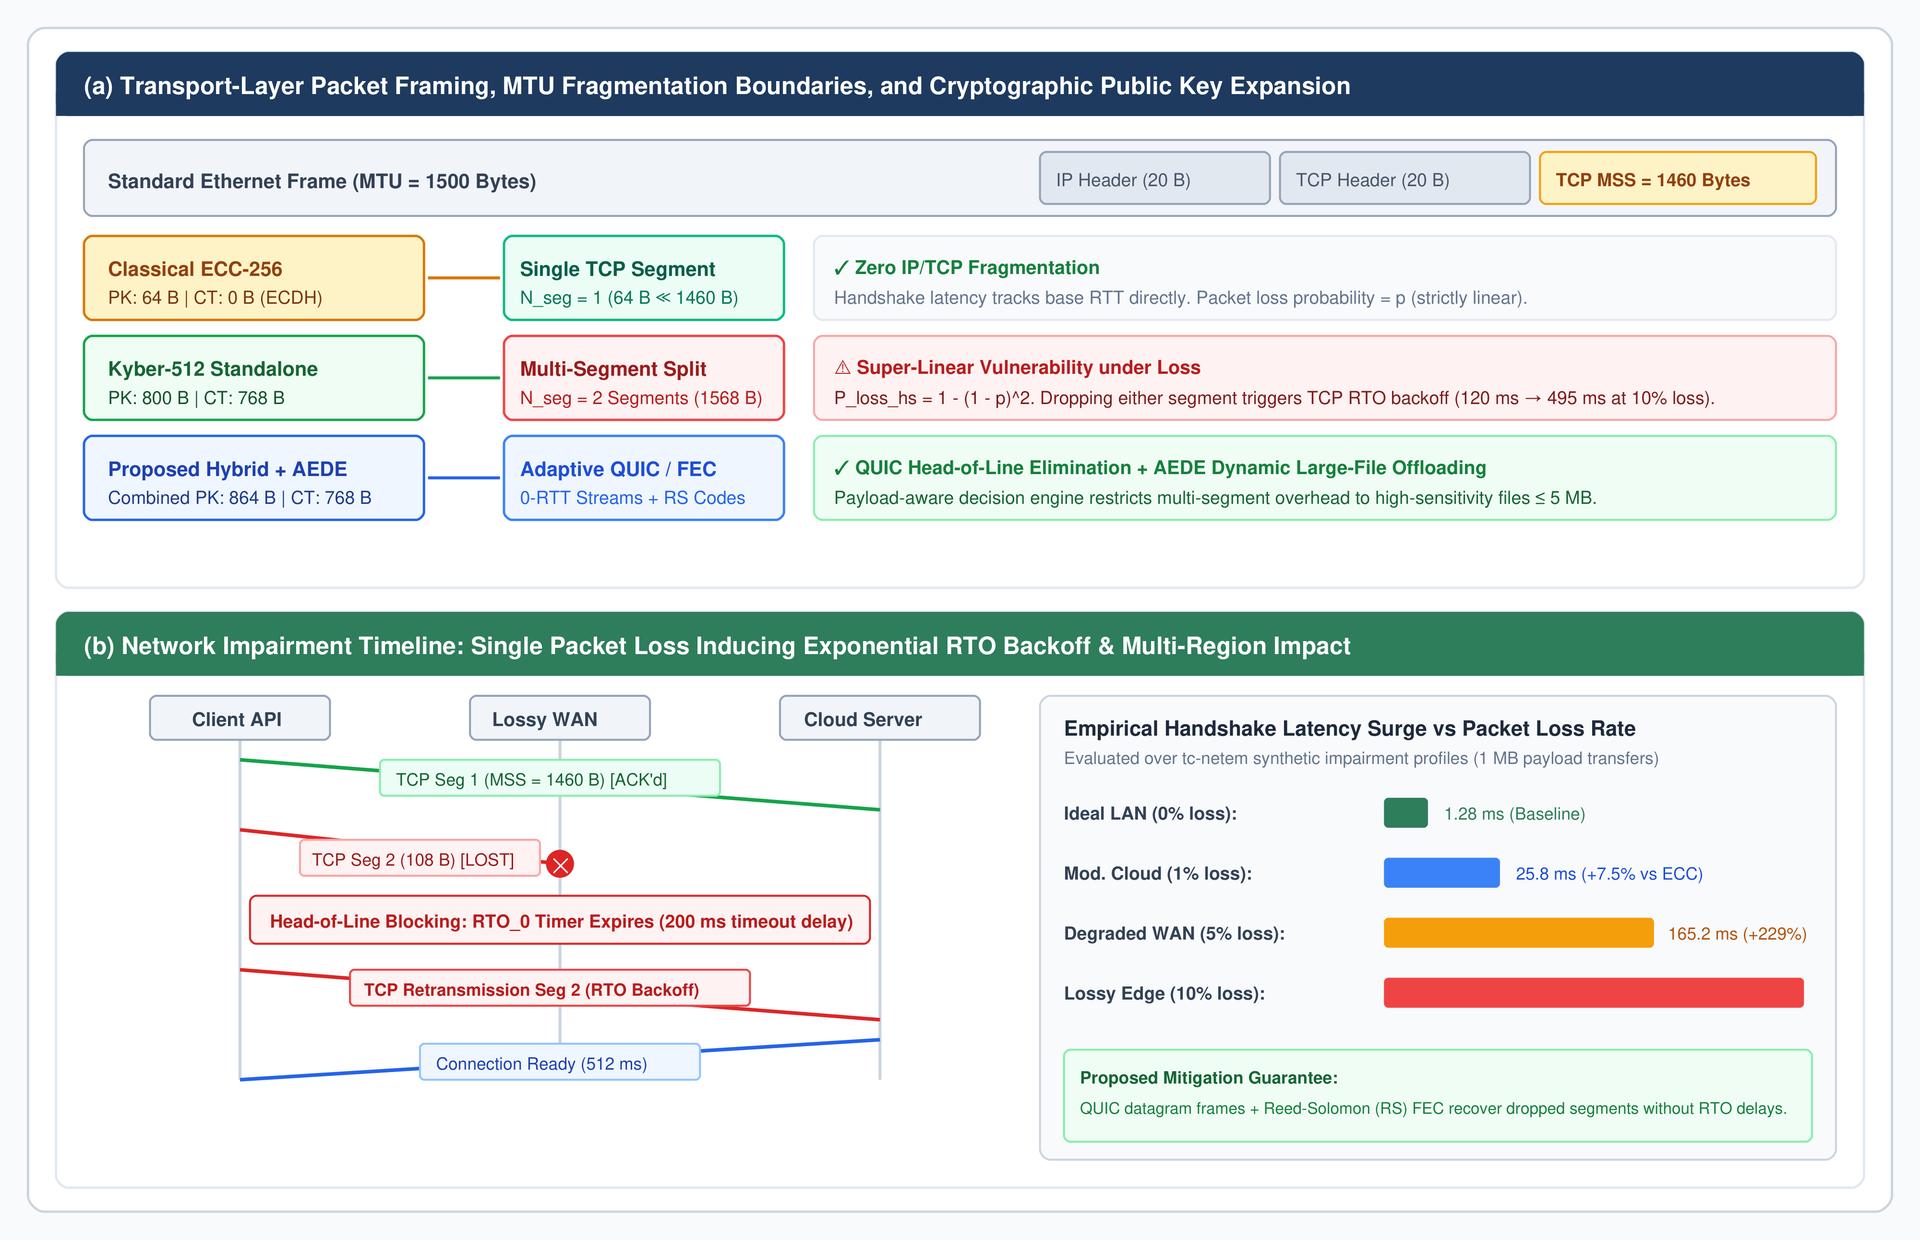 (a) Transport-Layer Packet Framing, MTU Fragmentation Boundaries, and Cryptographic Public Key Expansion
Standard Ethernet Frame (MTU = 1500 Bytes)
IP Header (20 B)
TCP Header (20 B)
TCP MSS = 1460 Bytes
Classical ECC-256
PK: 64 B | CT: 0 B (ECDH)
Single TCP Segment
N_seg = 1 (64 B ≪ 1460 B)
✓ Zero IP/TCP Fragmentation
Handshake latency tracks base RTT directly. Packet loss probability = p (strictly linear).
Kyber-512 Standalone
PK: 800 B | CT: 768 B
Multi-Segment Split
N_seg = 2 Segments (1568 B)
⚠ Super-Linear Vulnerability under Loss
P_loss_hs = 1 - (1 - p)^2. Dropping either segment triggers TCP RTO backoff (120 ms → 495 ms at 10% loss).
Proposed Hybrid + AEDE
Combined PK: 864 B | CT: 768 B
Adaptive QUIC / FEC
0-RTT Streams + RS Codes
✓ QUIC Head-of-Line Elimination + AEDE Dynamic Large-File Offloading
Payload-aware decision engine restricts multi-segment overhead to high-sensitivity files ≤ 5 MB.
(b) Network Impairment Timeline: Single Packet Loss Inducing Exponential RTO Backoff & Multi-Region Impact
Client API
Lossy WAN
Cloud Server
TCP Seg 1 (MSS = 1460 B) [ACK'd]
TCP Seg 2 (108 B) [LOST]
Head-of-Line Blocking: RTO_0 Timer Expires (200 ms timeout delay)
TCP Retransmission Seg 2 (RTO Backoff)
Connection Ready (512 ms)
Empirical Handshake Latency Surge vs Packet Loss Rate
Evaluated over tc-netem synthetic impairment profiles (1 MB payload transfers)
Ideal LAN (0% loss):
1.28 ms (Baseline)
Mod. Cloud (1% loss):
25.8 ms (+7.5% vs ECC)
Degraded WAN (5% loss):
165.2 ms (+229%)
Lossy Edge (10% loss):
Proposed Mitigation Guarantee:
QUIC datagram frames + Reed-Solomon (RS) FEC recover dropped segments without RTO delays.